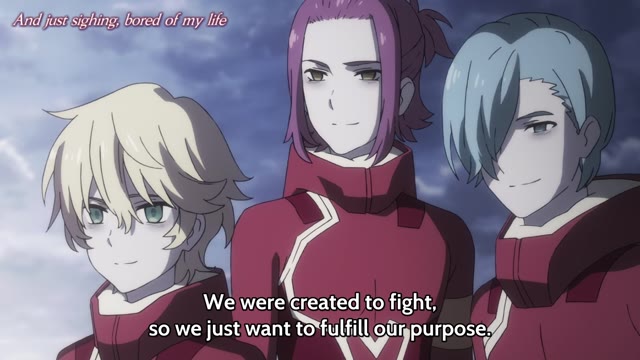 And just sighing, bored of my life
We were created to fight,
so we just want to fulfill our purpose.